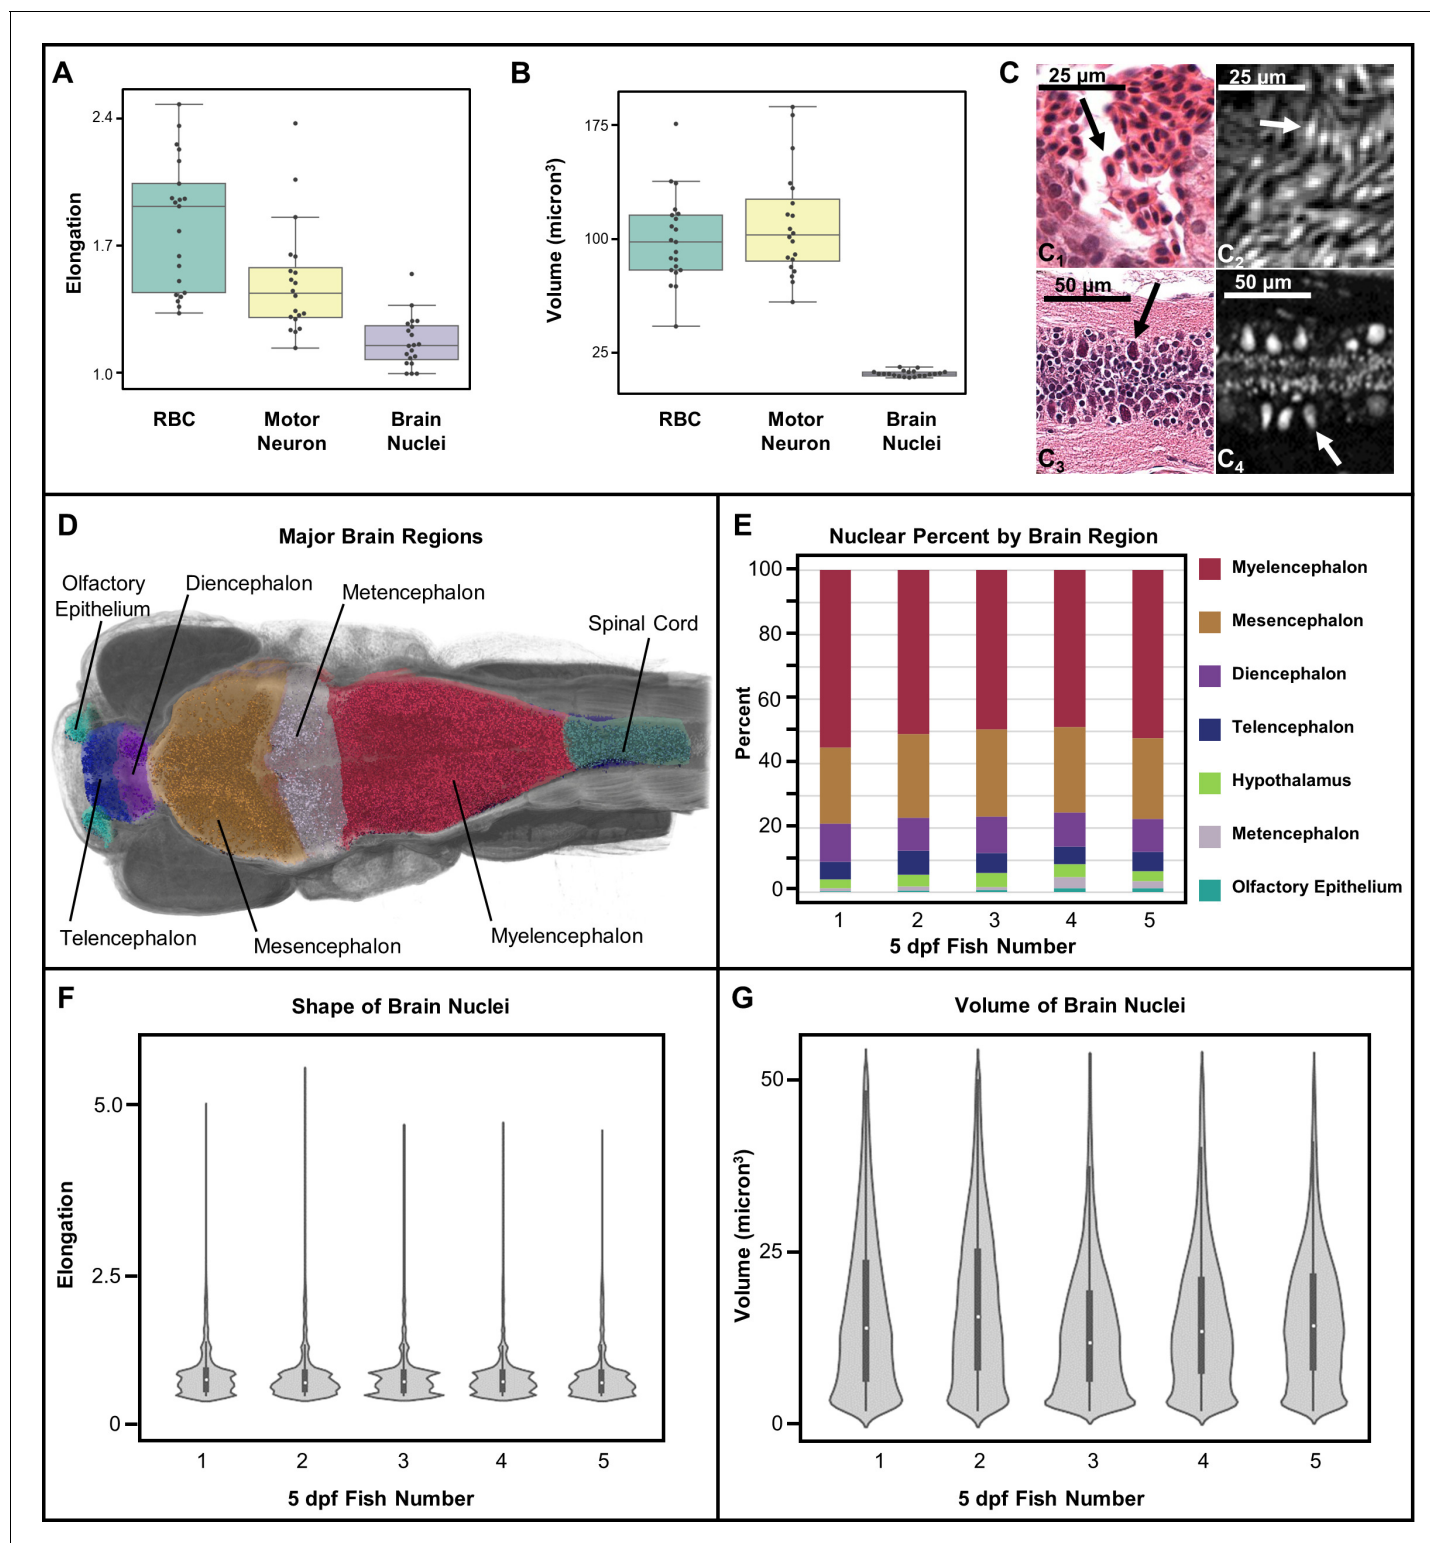 A
2.4
1.7
1.0
Elongation
RBC
Motor
Neuron
Brain
Nuclei
B
175
100
25
Volume (micron³)
RBC
Motor
Neuron
Brain
Nuclei
C
25 µm
C₁
25 µm
C₂
50 µm
C₃
50 µm
C₄
D
Major Brain Regions
Olfactory
Epithelium
Diencephalon
Metencephalon
Spinal Cord
Telencephalon
Mesencephalon
Myelencephalon
E
Nuclear Percent by Brain Region
100
80
60
40
20
0
Percent
1 2 3 4 5
5 dpf Fish Number
Myelencephalon
Mesencephalon
Diencephalon
Telencephalon
Hypothalamus
Metencephalon
Olfactory Epithelium
F
Shape of Brain Nuclei
5.0
2.5
0
Elongation
1 2 3 4 5
5 dpf Fish Number
G
Volume of Brain Nuclei
50
25
0
Volume (micron³)
1 2 3 4 5
5 dpf Fish Number